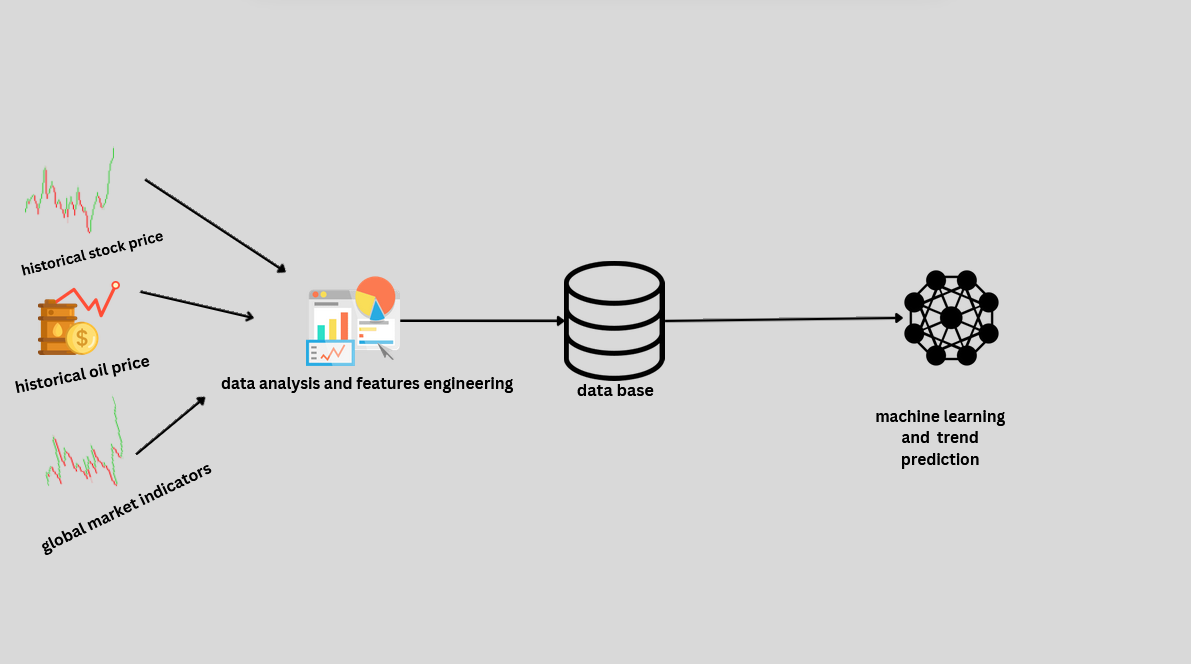 historical stock price
historical oil price
global market indicators
data analysis and features engineering
data base
machine learning
and trend
prediction